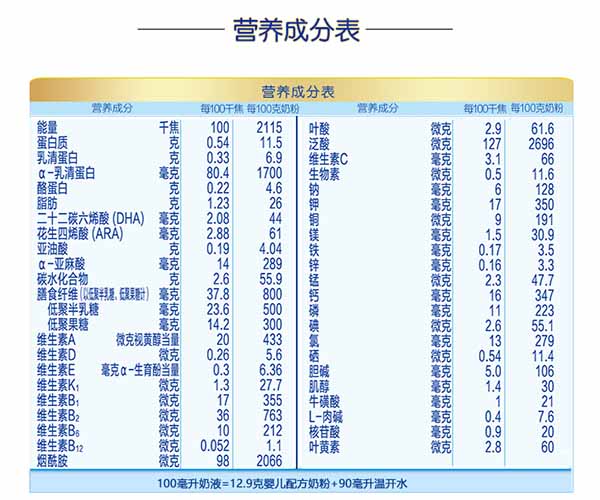 营养成分表
营养成分表
营养成分 每100千焦 每100克奶粉
能量 千焦 100 2115
蛋白质 克 0.54 11.5
乳清蛋白 克 0.33 6.9
α-乳清蛋白 毫克 80.4 1700
酪蛋白 克 0.22 4.6
脂肪 克 1.23 26
二十二碳六烯酸 (DHA) 毫克 2.08 44
花生四烯酸 (ARA) 毫克 2.88 61
亚油酸 克 0.19 4.04
α-亚麻酸 毫克 14 289
碳水化合物 克 2.6 55.9
膳食纤维 (以低聚半乳糖、低聚果糖计) 毫克 37.8 800
低聚半乳糖 毫克 23.6 500
低聚果糖 毫克 14.2 300
维生素A 微克视黄醇当量 20 433
维生素D 微克 0.26 5.6
维生素E 毫克α-生育酚当量 0.3 6.36
维生素K₁ 微克 1.3 27.7
维生素B₁ 微克 17 355
维生素B₂ 微克 36 763
维生素B₆ 微克 10 212
维生素B₁₂ 微克 0.052 1.1
烟酰胺 微克 98 2066
营养成分 每100千焦 每100克奶粉
叶酸 微克 2.9 61.6
泛酸 微克 127 2696
维生素C 毫克 3.1 66
生物素 微克 0.5 11.6
钠 毫克 6 128
钾 毫克 17 350
铜 微克 9 191
镁 毫克 1.5 30.9
铁 毫克 0.17 3.5
锌 毫克 0.16 3.3
锰 微克 2.3 47.7
钙 毫克 16 347
磷 毫克 11 223
碘 微克 2.6 55.1
氯 毫克 13 279
硒 微克 0.54 11.4
胆碱 毫克 5.0 106
肌醇 毫克 1.4 30
牛磺酸 毫克 1 21
L-肉碱 毫克 0.4 7.6
核苷酸 毫克 0.9 20
叶黄素 微克 2.8 60
100毫升奶液=12.9克婴儿配方奶粉+90毫升温开水